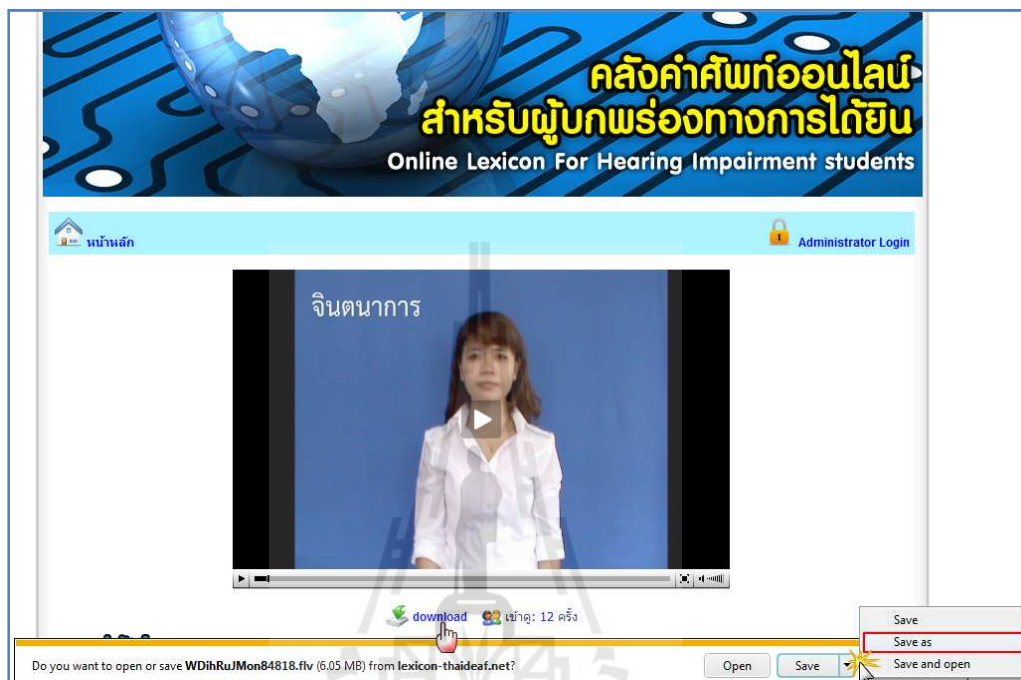 คลังคำศัพท์ออนไลน์
สำหรับผู้บกพร่องทางการได้ยิน
Online Lexicon For Hearing Impairment students
หน้าหลัก
Administrator Login
จินตนาการ
download เข้าดู: 12 ครั้ง
Save
Save as
Save and open
Do you want to open or save WDihRuJMon84818.flv (6.05 MB) from lexicon-thaideaf.net?
Open
Save